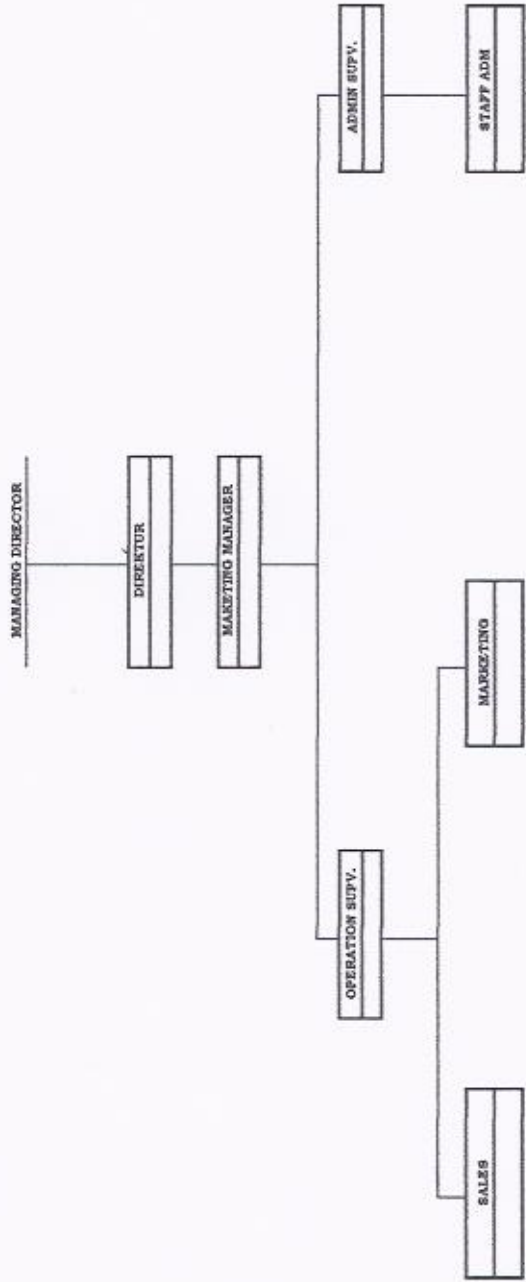 MANAGING DIRECTOR
DIREKTUR
MAKETING MANAGER
OPERATION SUPV.
ADMIN SUPV.
SALES
MARKETING
STAFF ADM